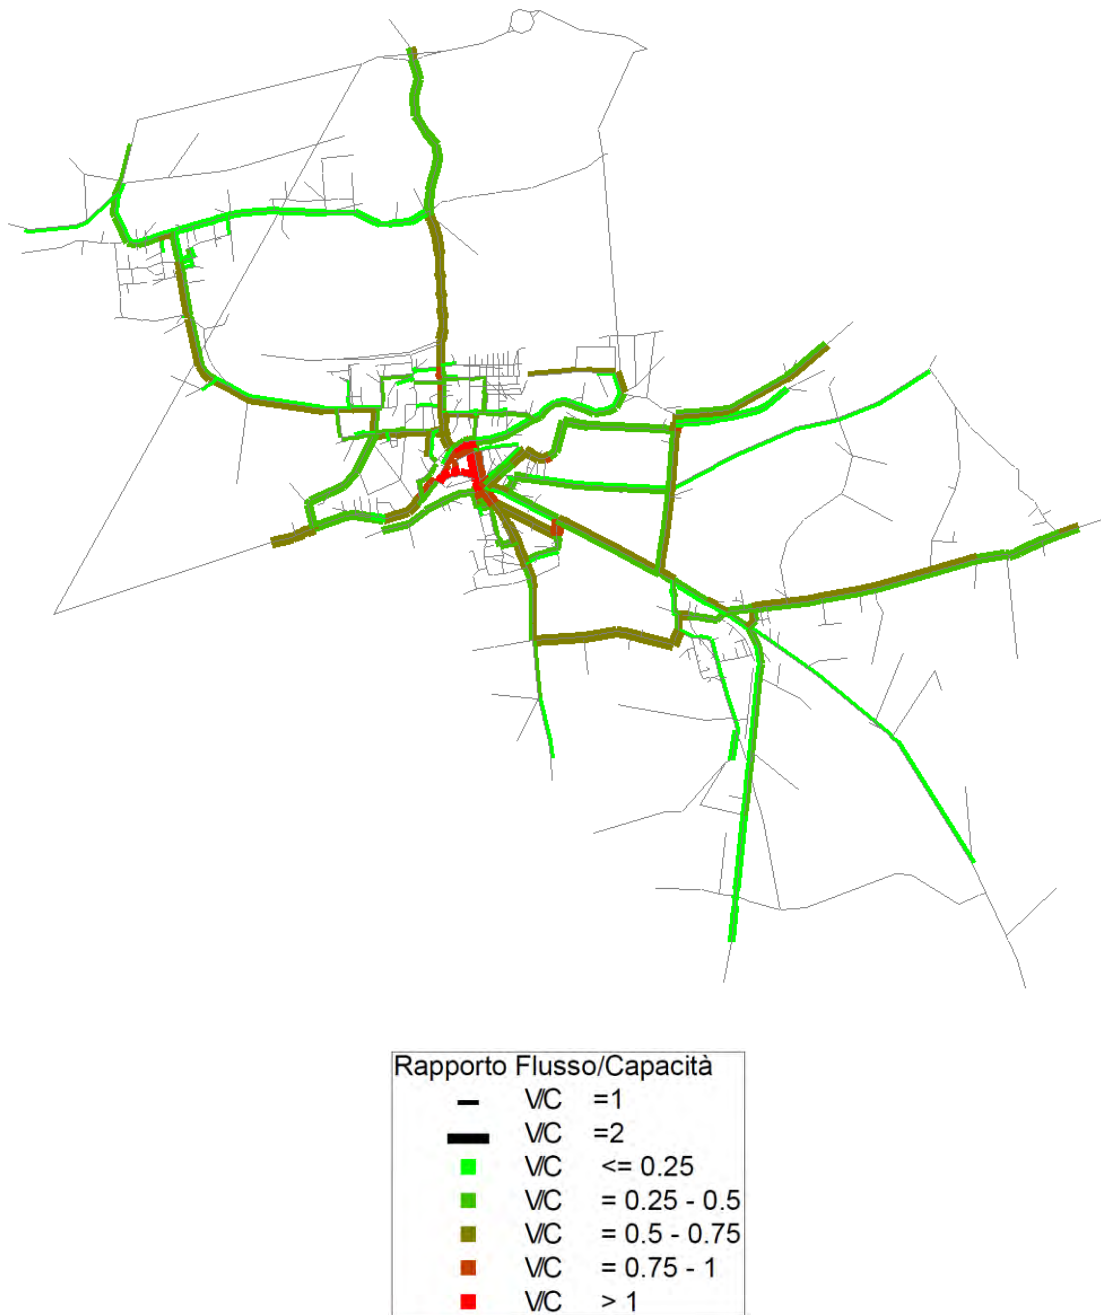 Rapporto Flusso/Capacità
V/C =1
V/C =2
V/C <= 0.25
V/C = 0.25 - 0.5
V/C = 0.5 - 0.75
V/C = 0.75 - 1
V/C > 1